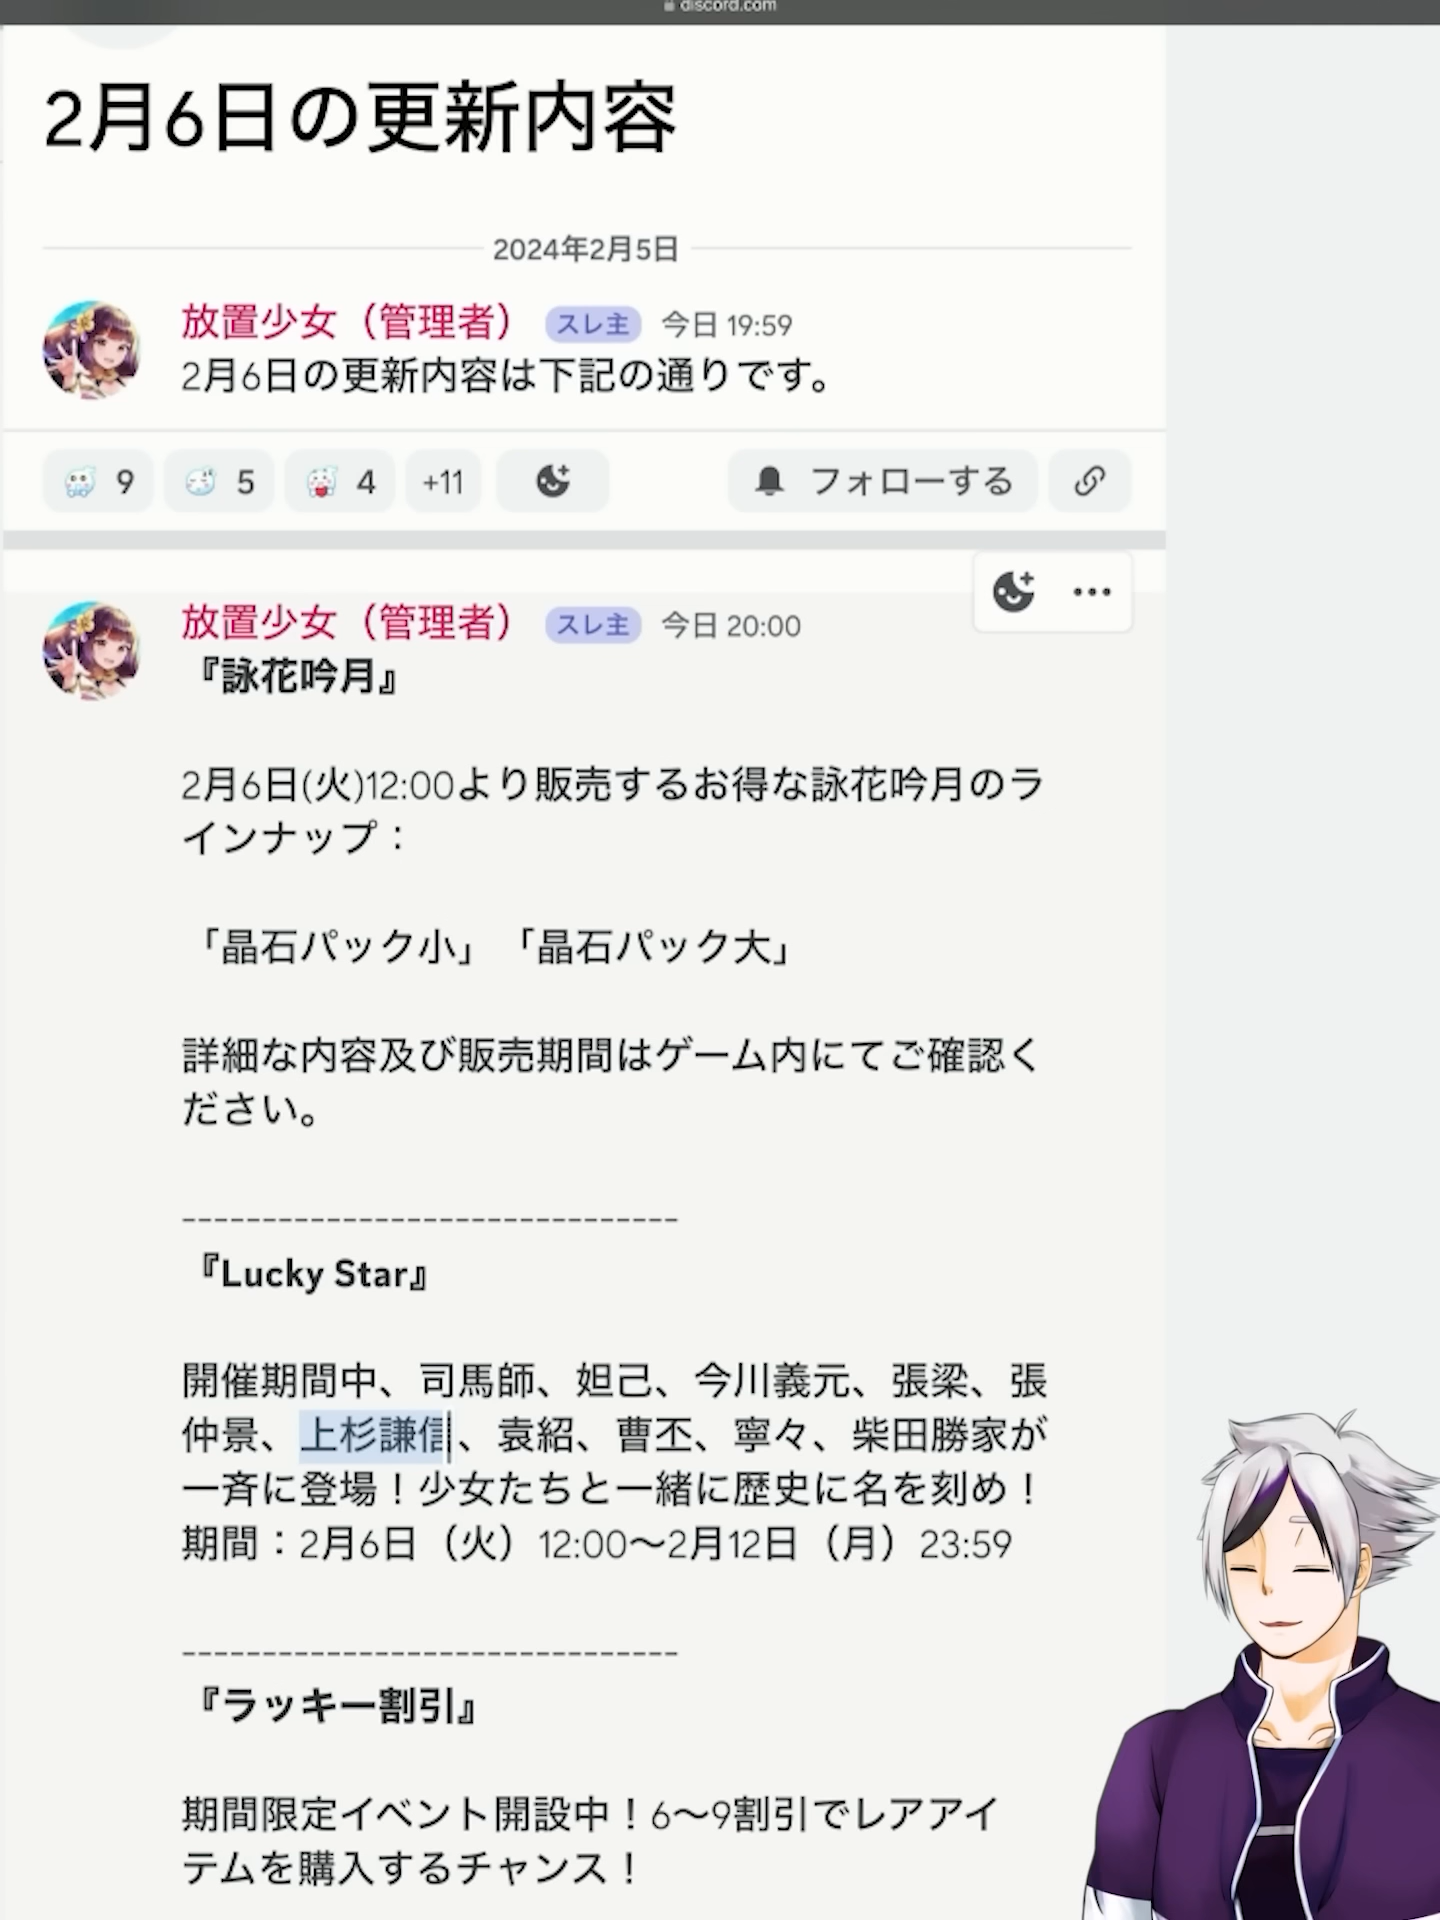 discord.com
2月6日の更新内容
2024年2月5日
放置少女（管理者） スレ主 今日 19:59
2月6日の更新内容は下記の通りです。
9 5 4 +11 フォローする
放置少女（管理者） スレ主 今日 20:00
『詠花吟月』
2月6日(火)12:00より販売するお得な詠花吟月のラ
インナップ：
「晶石パック小」「晶石パック大」
詳細な内容及び販売期間はゲーム内にてご確認く
ださい。
-------------------------------
『Lucky Star』
開催期間中、司馬師、妲己、今川義元、張梁、張
仲景、上杉謙信、袁紹、曹丕、寧々、柴田勝家が
一斉に登場！少女たちと一緒に歴史に名を刻め！
期間：2月6日（火）12:00〜2月12日（月）23:59
-------------------------------
『ラッキー割引』
期間限定イベント開設中！6〜9割引でレアアイ
テムを購入するチャンス！